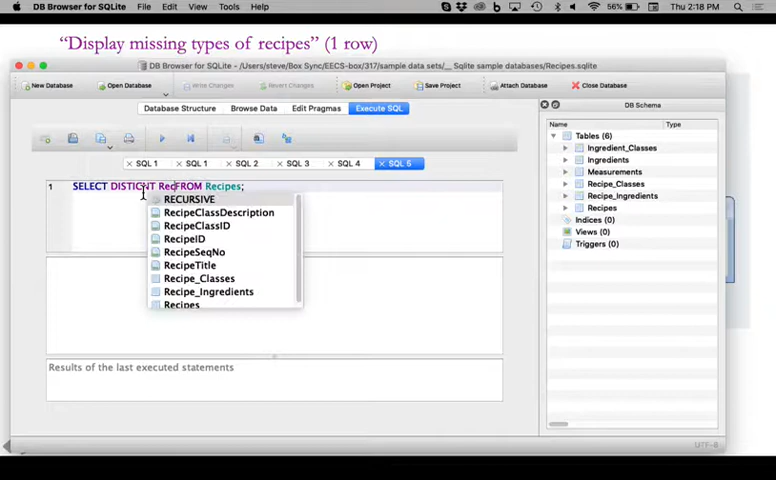 DB Browser for SQLite File Edit View Tools Help 56% Thu 2:18 PM
“Display missing types of recipes” (1 row)
DB Browser for SQLite - /Users/steve/Box Sync/EECS-box/317/sample data sets/__ Sqlite sample databases/Recipes.sqlite
New Database Open Database Write Changes Revert Changes Open Project Save Project Attach Database Close Database
Database Structure Browse Data Edit Pragmas Execute SQL
DB Schema
Name Type
Tables (6)
Ingredient_Classes
Ingredients
Measurements
Recipe_Classes
Recipe_Ingredients
Recipes
Indices (0)
Views (0)
Triggers (0)
SQL 1 SQL 1 SQL 2 SQL 3 SQL 4 SQL 5
1 SELECT DISTICNT RecFROM Recipes;
RECURSIVE
RecipeClassDescription
RecipeClassID
RecipeID
RecipeSeqNo
RecipeTitle
Recipe_Classes
Recipe_Ingredients
Recipes
Results of the last executed statements
UTF-8